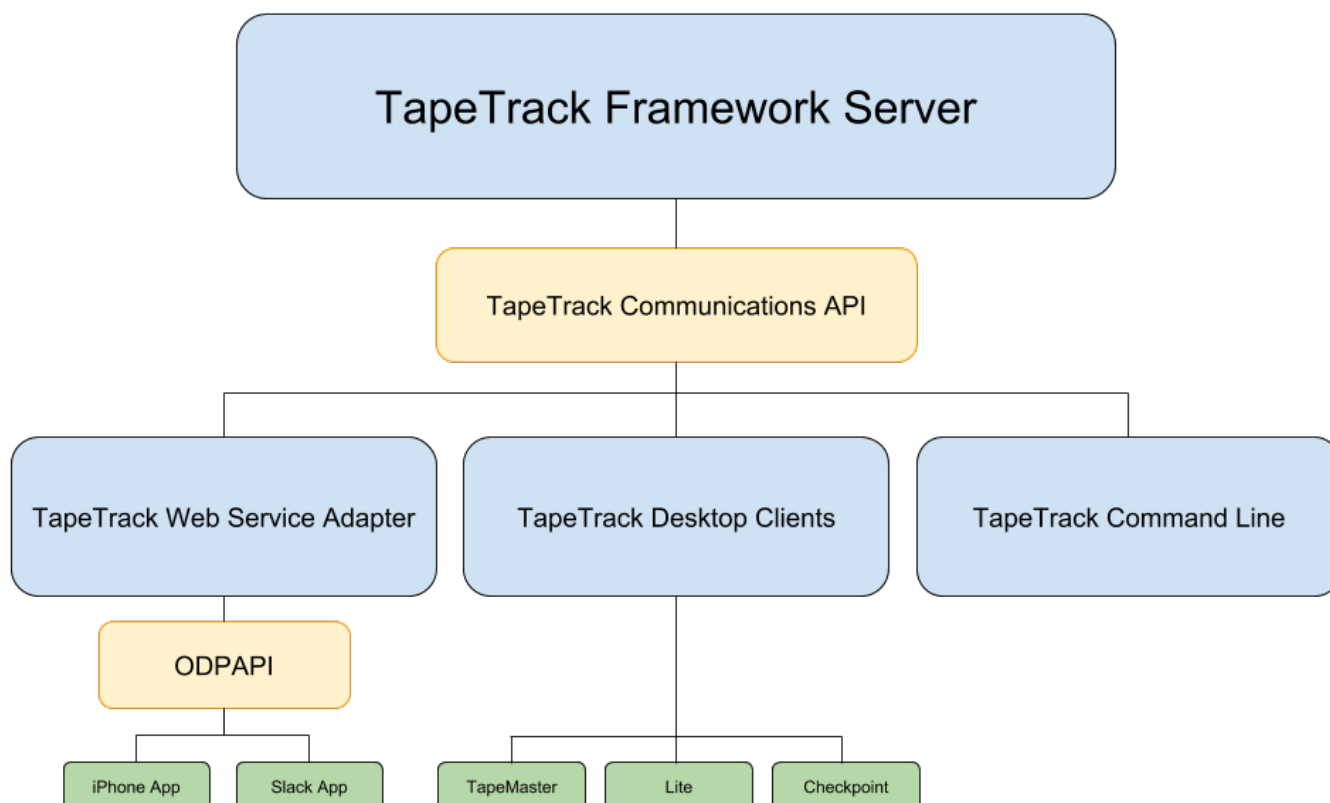 TapeTrack Framework Server
TapeTrack Communications API
TapeTrack Web Service Adapter
TapeTrack Desktop Clients
TapeTrack Command Line
ODPAPI
iPhone App
Slack App
TapeMaster
Lite
Checkpoint